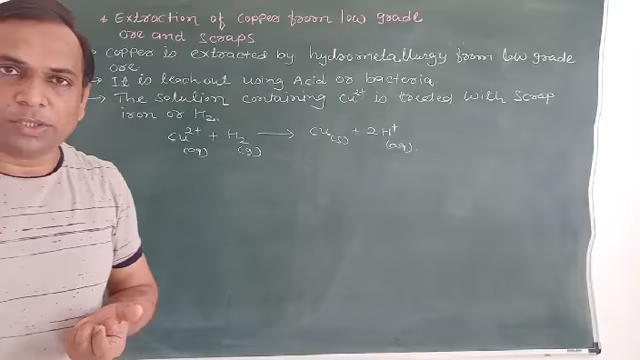 * Extraction of copper from low grade
ore and scraps
→ Copper is extracted by hydrometallurgy from low grade
ore.
→ It is leachout using Acid or bacteria
→ The solution containing Cu²⁺ is treated with scrap
iron or H₂.
Cu²⁺(aq) + H₂(g) ⟶ Cu(s) + 2H⁺(aq).